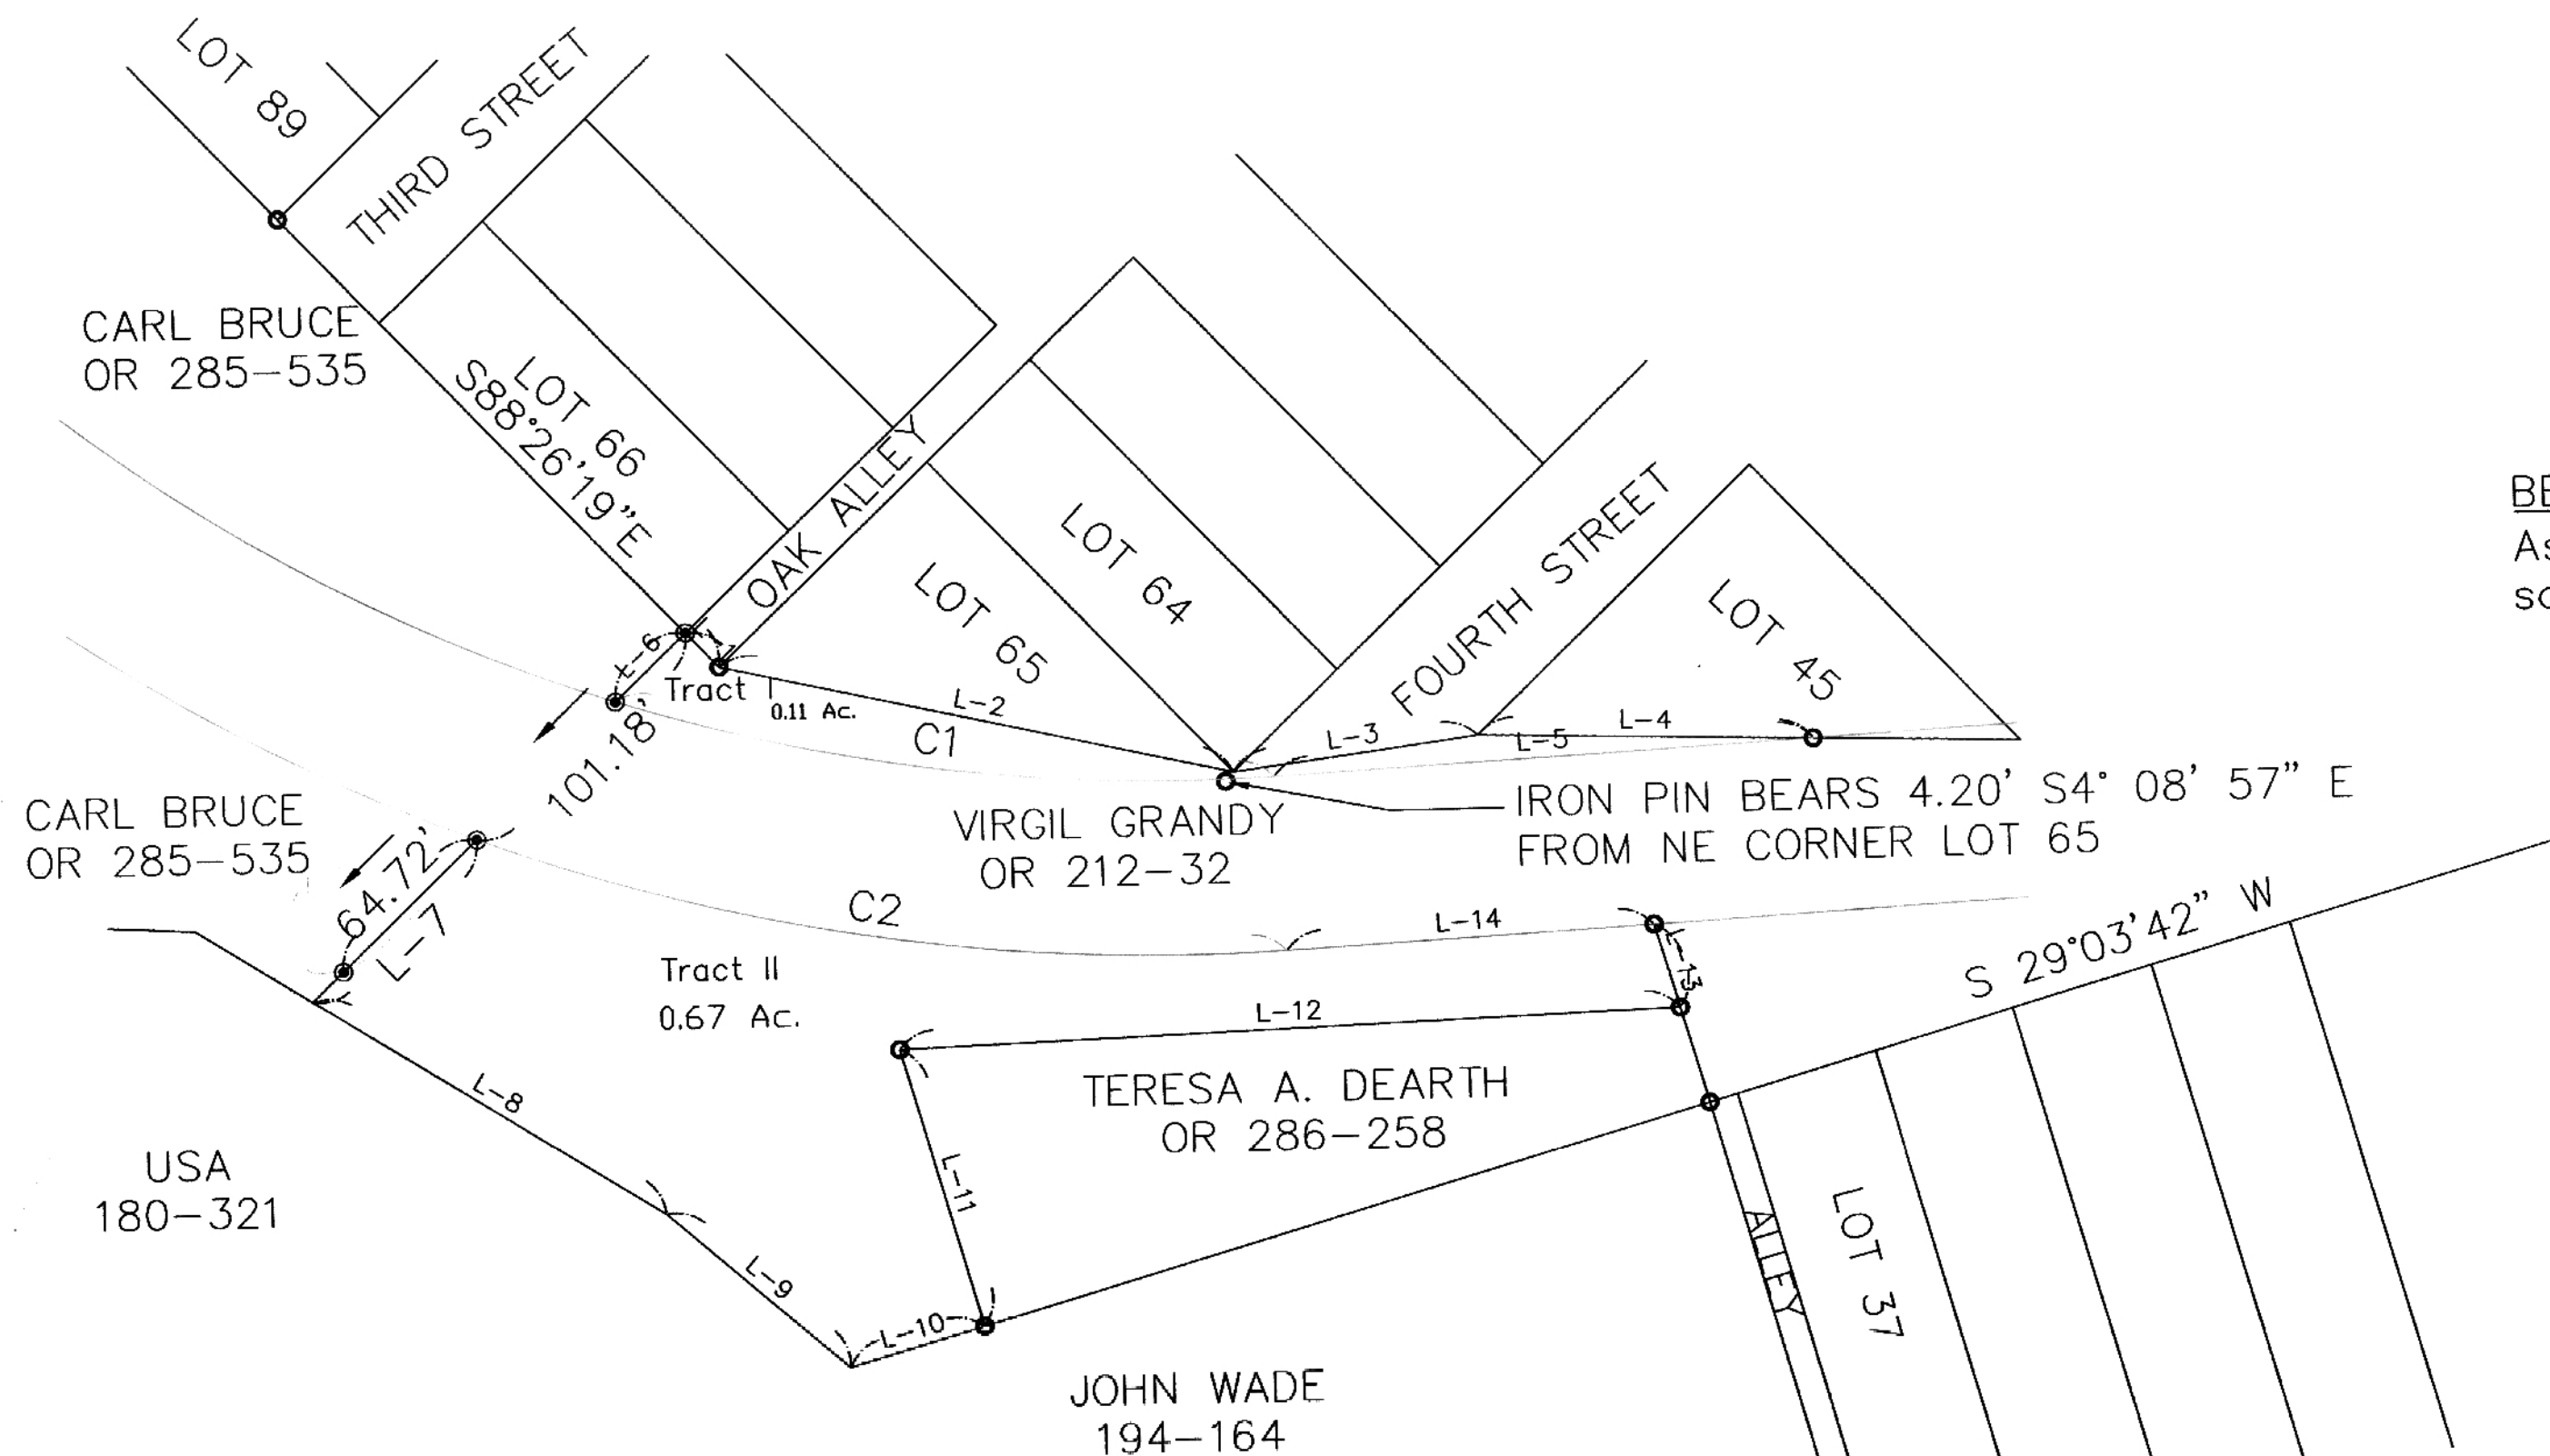 LOT 89
THIRD STREET
CARL BRUCE
OR 285-535
LOT 66
S88°26'19"E
OAK ALLEY
LOT 65
LOT 64
FOURTH STREET
LOT 45
BE
As
sc
L-6
Tract I
0.11 Ac.
L-2
C1
L-3
L-5
L-4
101.18'
IRON PIN BEARS 4.20' S4° 08' 57" E
FROM NE CORNER LOT 65
VIRGIL GRANDY
OR 212-32
CARL BRUCE
OR 285-535
64.72'
L-7
C2
L-14
L-13
S 29°03'42" W
Tract II
0.67 Ac.
L-12
TERESA A. DEARTH
OR 286-258
L-8
L-11
USA
180-321
L-9
L-10
ALLEY
LOT 37
JOHN WADE
194-164